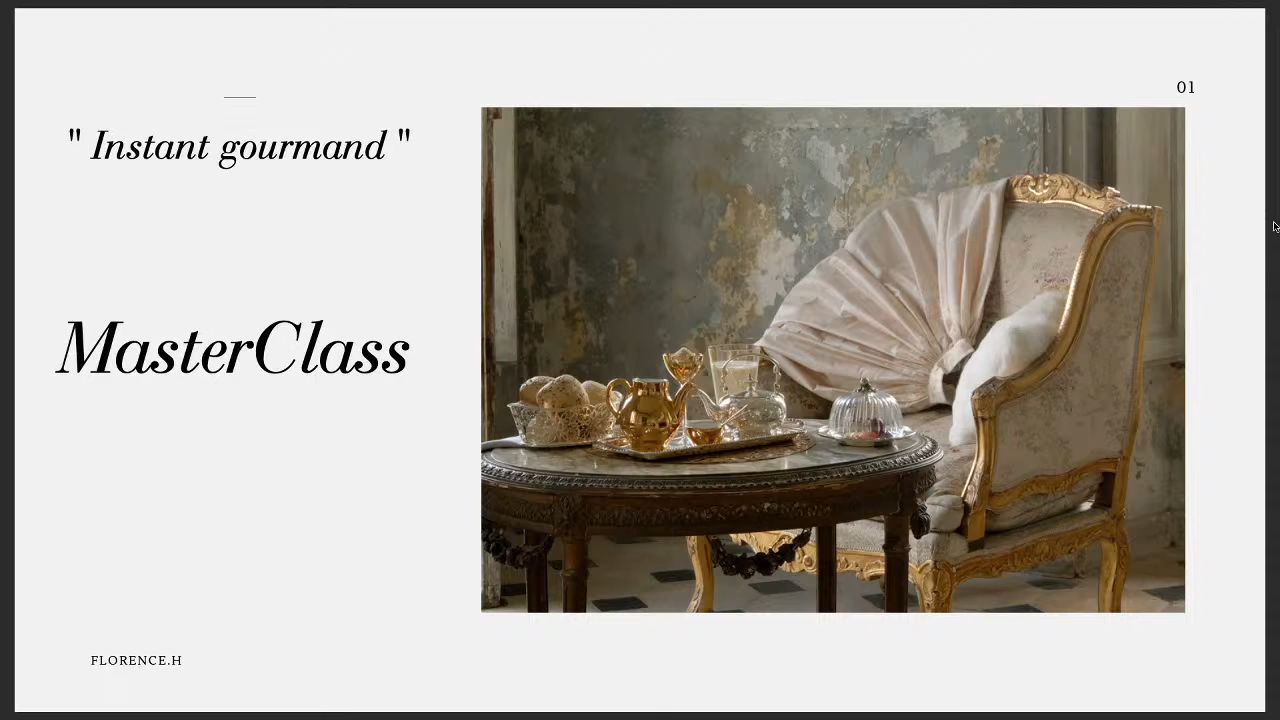 01
" Instant gourmand "
MasterClass
FLORENCE.H